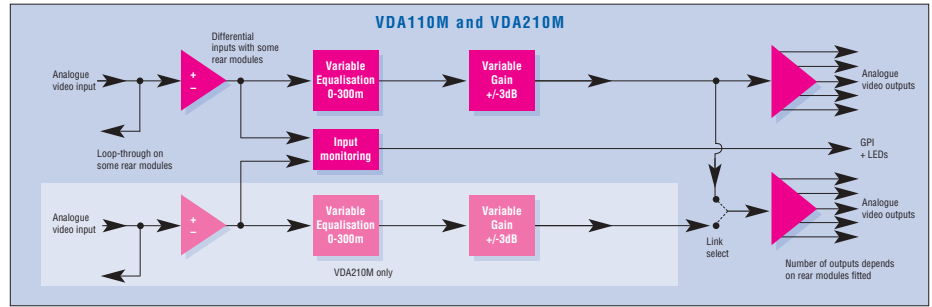 VDA110M and VDA210M
Differential
inputs with some
rear modules
Analogue
video input
+
–
Variable
Equalisation
0-300m
Variable
Gain
+/-3dB
Analogue
video outputs
Loop-through on
some rear modules
Input
monitoring
GPI
+ LEDs
Analogue
video input
+
–
Variable
Equalisation
0-300m
Variable
Gain
+/-3dB
VDA210M only
Link
select
Analogue
video outputs
Number of outputs depends
on rear modules fitted